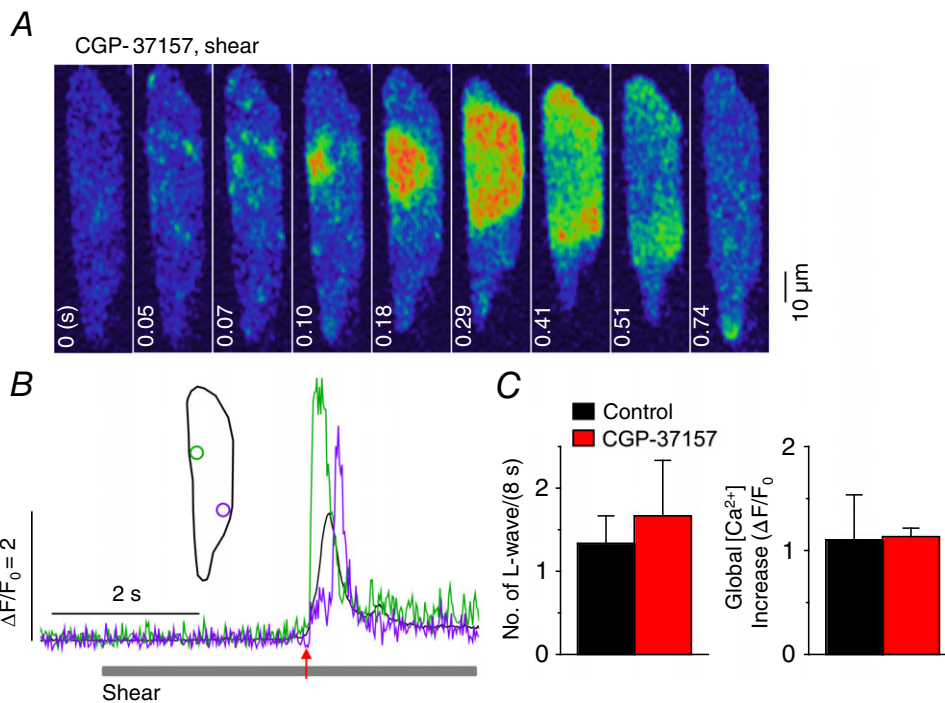 A
CGP-37157, shear
0 (s)
0.05
0.07
0.10
0.18
0.29
0.41
0.51
0.74
10 µm
B
ΔF/F0 = 2
2 s
Shear
C
Control
CGP-37157
No. of L-wave/(8 s)
2
1
0
Global [Ca²⁺]
Increase (ΔF/F₀)
2
1
0